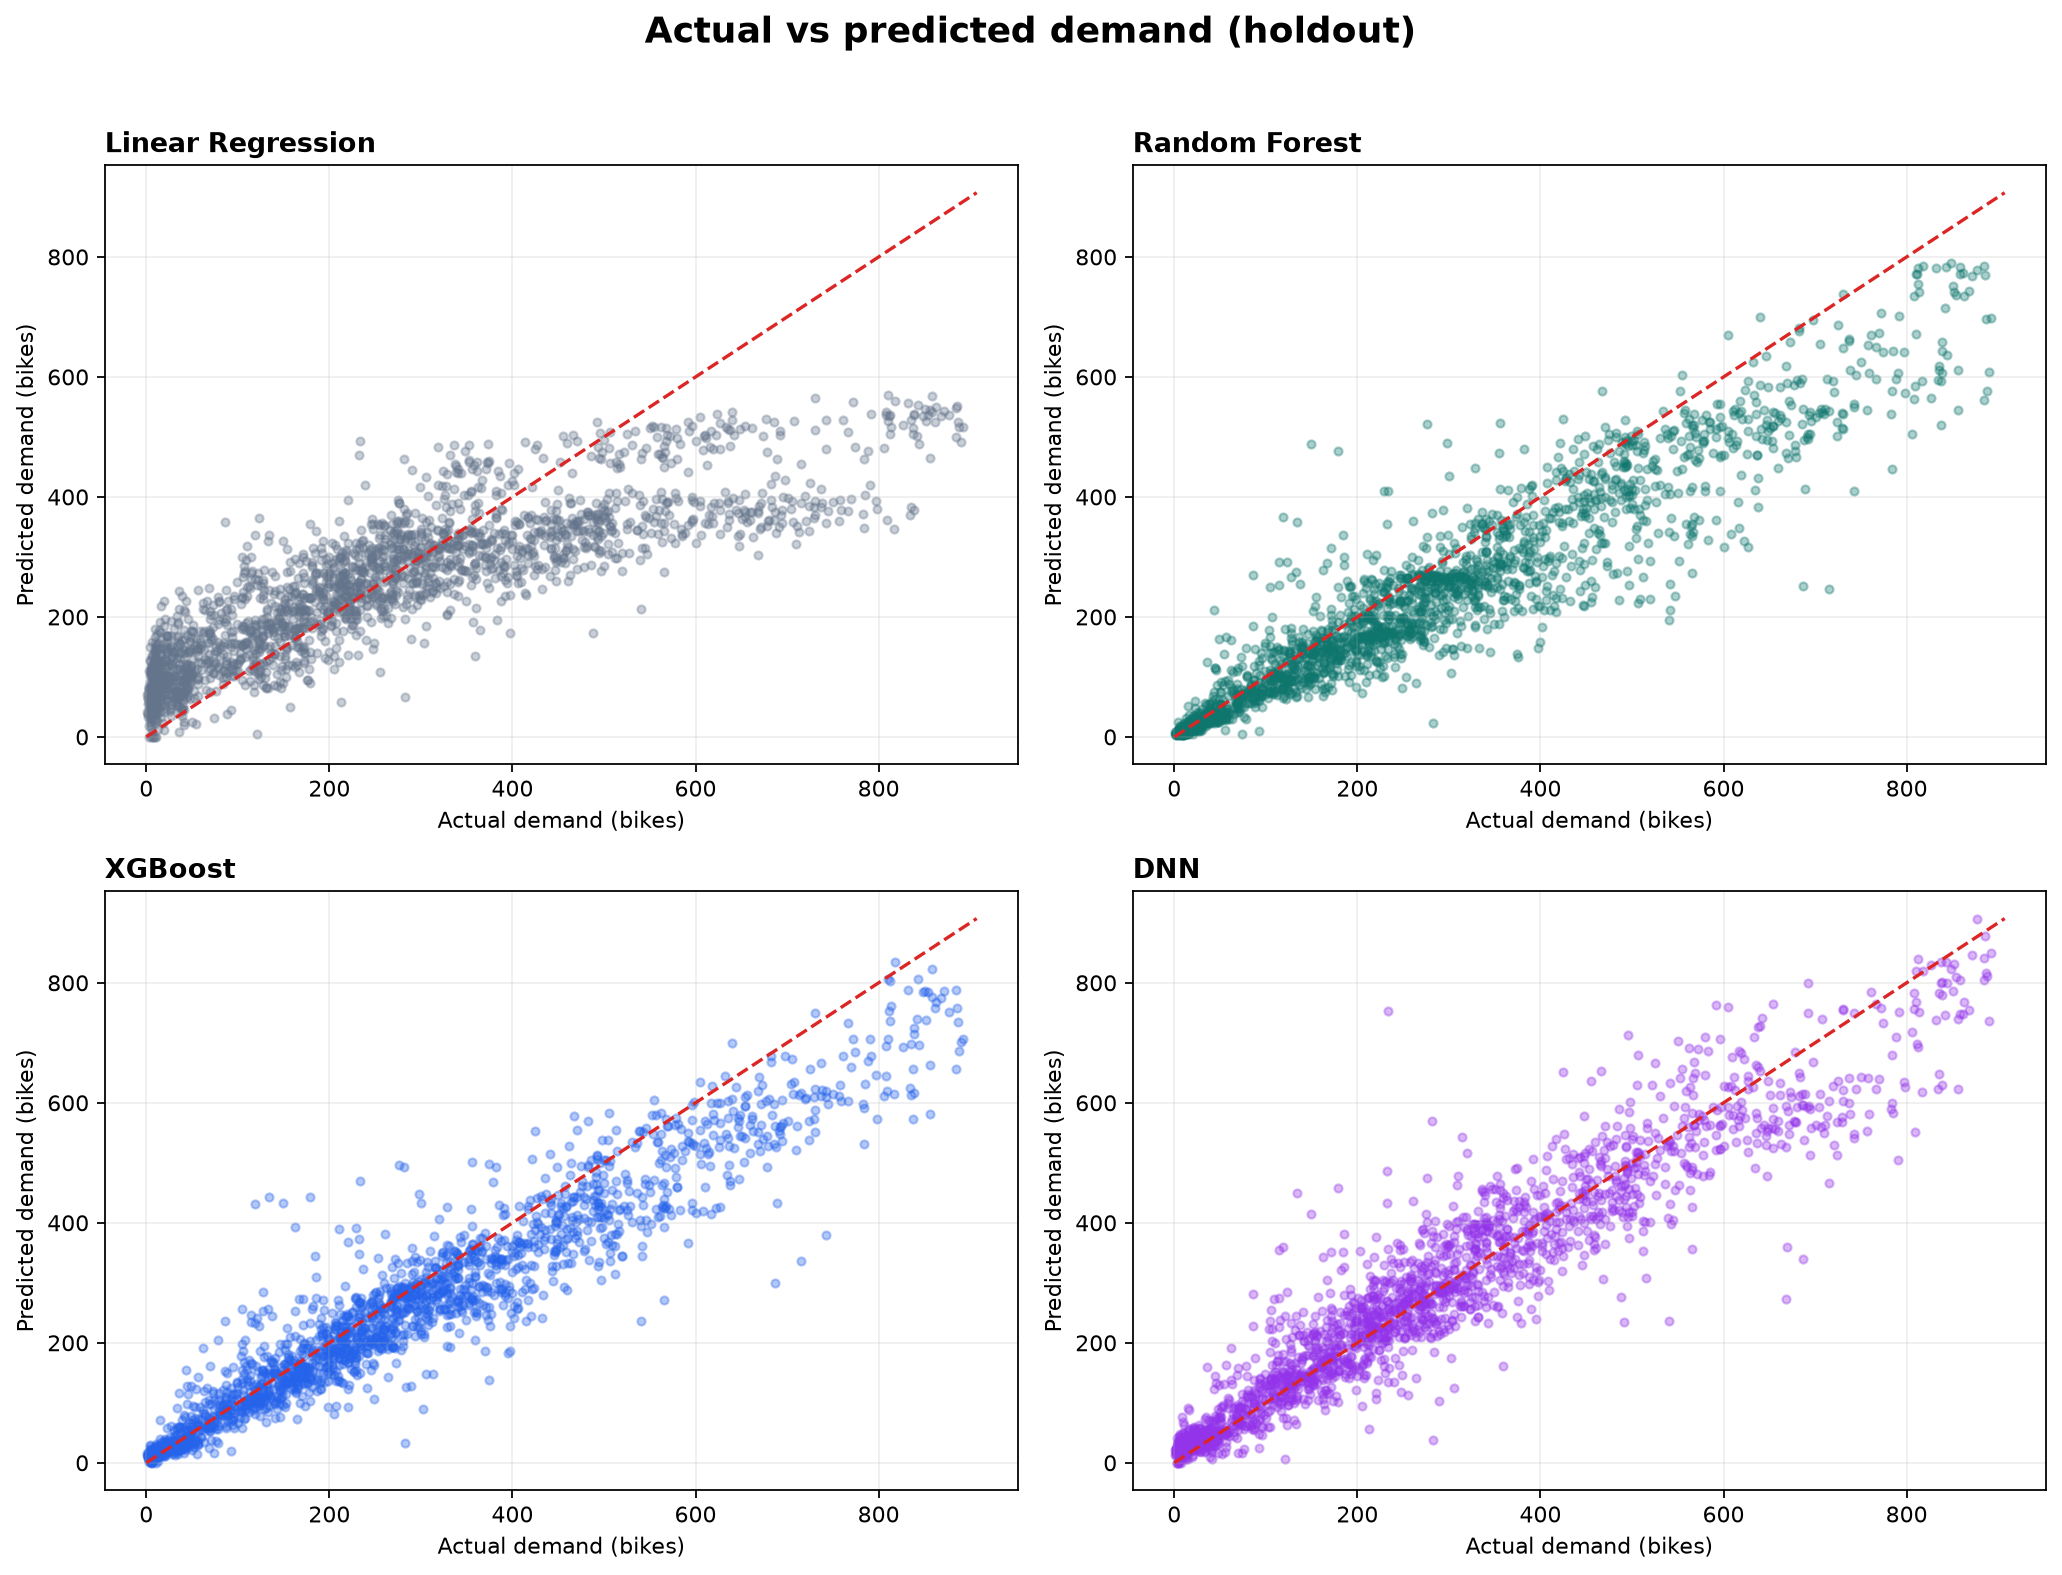 Actual vs predicted demand (holdout)
Linear Regression
Predicted demand (bikes)
800
600
400
200
0
0 200 400 600 800
Actual demand (bikes)
Random Forest
Predicted demand (bikes)
800
600
400
200
0
0 200 400 600 800
Actual demand (bikes)
XGBoost
Predicted demand (bikes)
800
600
400
200
0
0 200 400 600 800
Actual demand (bikes)
DNN
Predicted demand (bikes)
800
600
400
200
0
0 200 400 600 800
Actual demand (bikes)